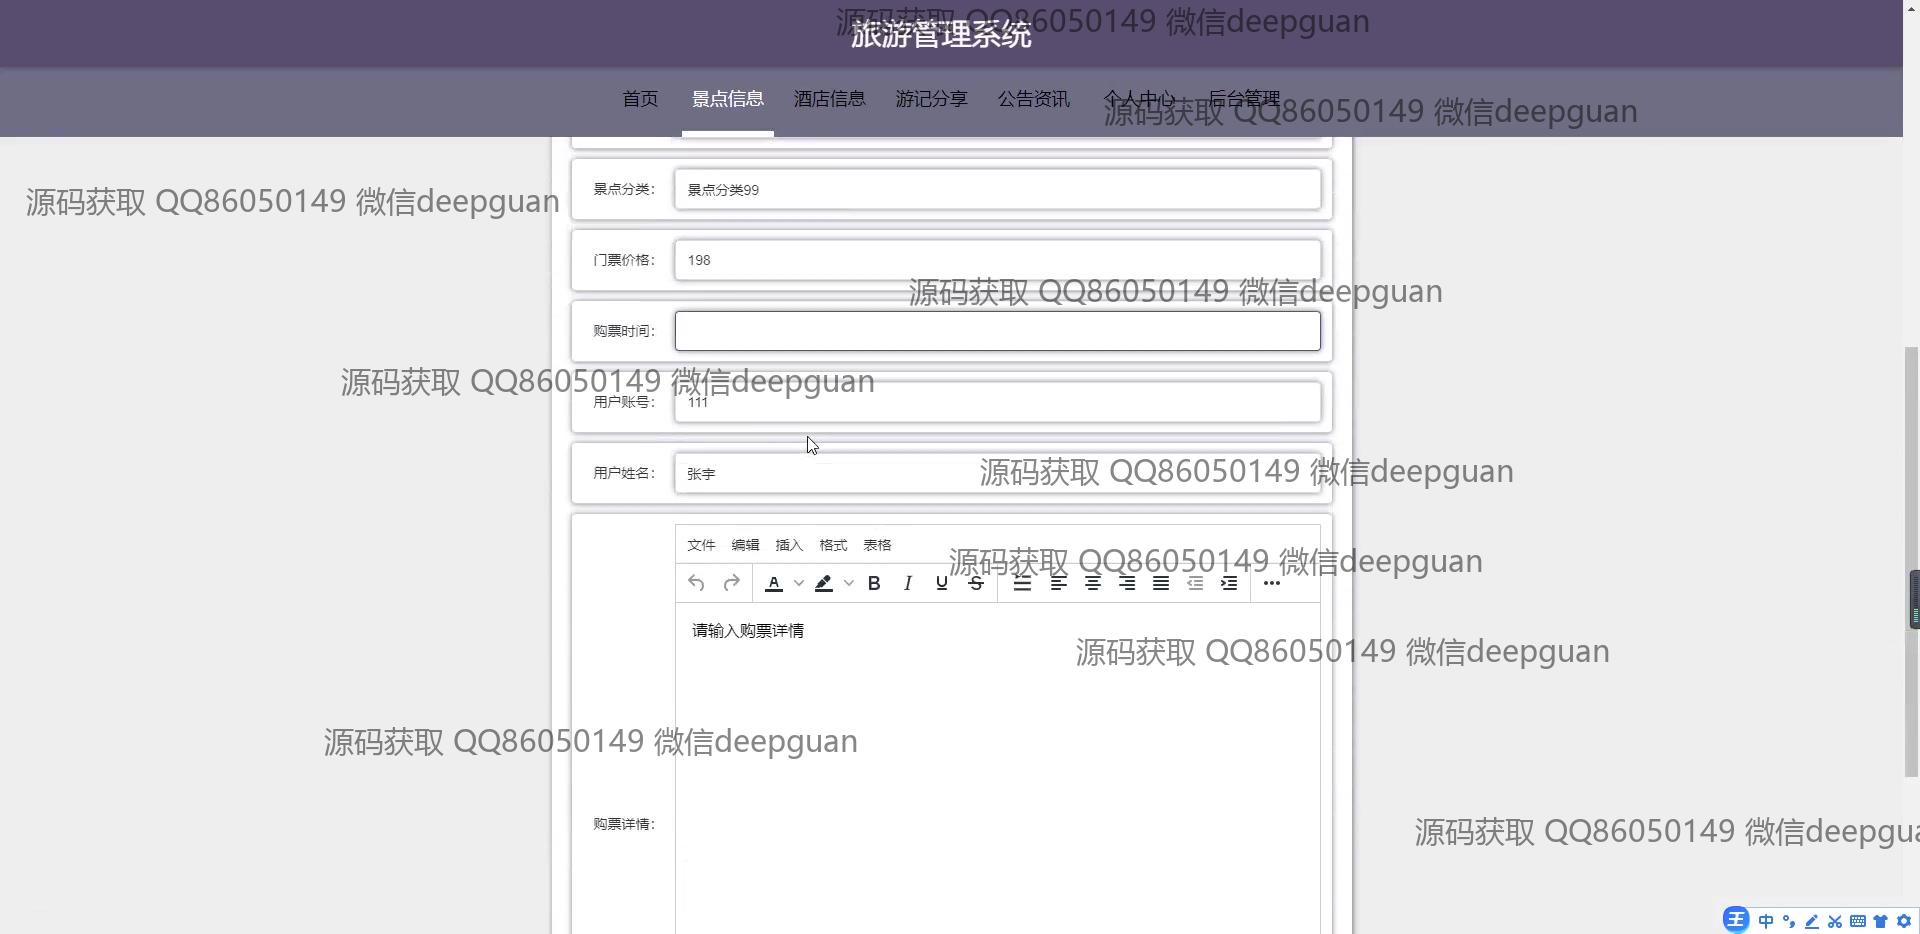 源码获取 QQ86050149 微信deepguan
旅游管理系统
首页 景点信息 酒店信息 游记分享 公告资讯 个人中心 后台管理
源码获取 QQ86050149 微信deepguan
景点分类： 景点分类99
源码获取 QQ86050149 微信deepguan
门票价格： 198
源码获取 QQ86050149 微信deepguan
购票时间：
源码获取 QQ86050149 微信deepguan
用户账号： 111
用户姓名： 张宇
源码获取 QQ86050149 微信deepguan
文件 编辑 插入 格式 表格
源码获取 QQ86050149 微信deepguan
A B I U S
请输入购票详情
源码获取 QQ86050149 微信deepguan
源码获取 QQ86050149 微信deepguan
购票详情：
源码获取 QQ86050149 微信deepgua
王 中